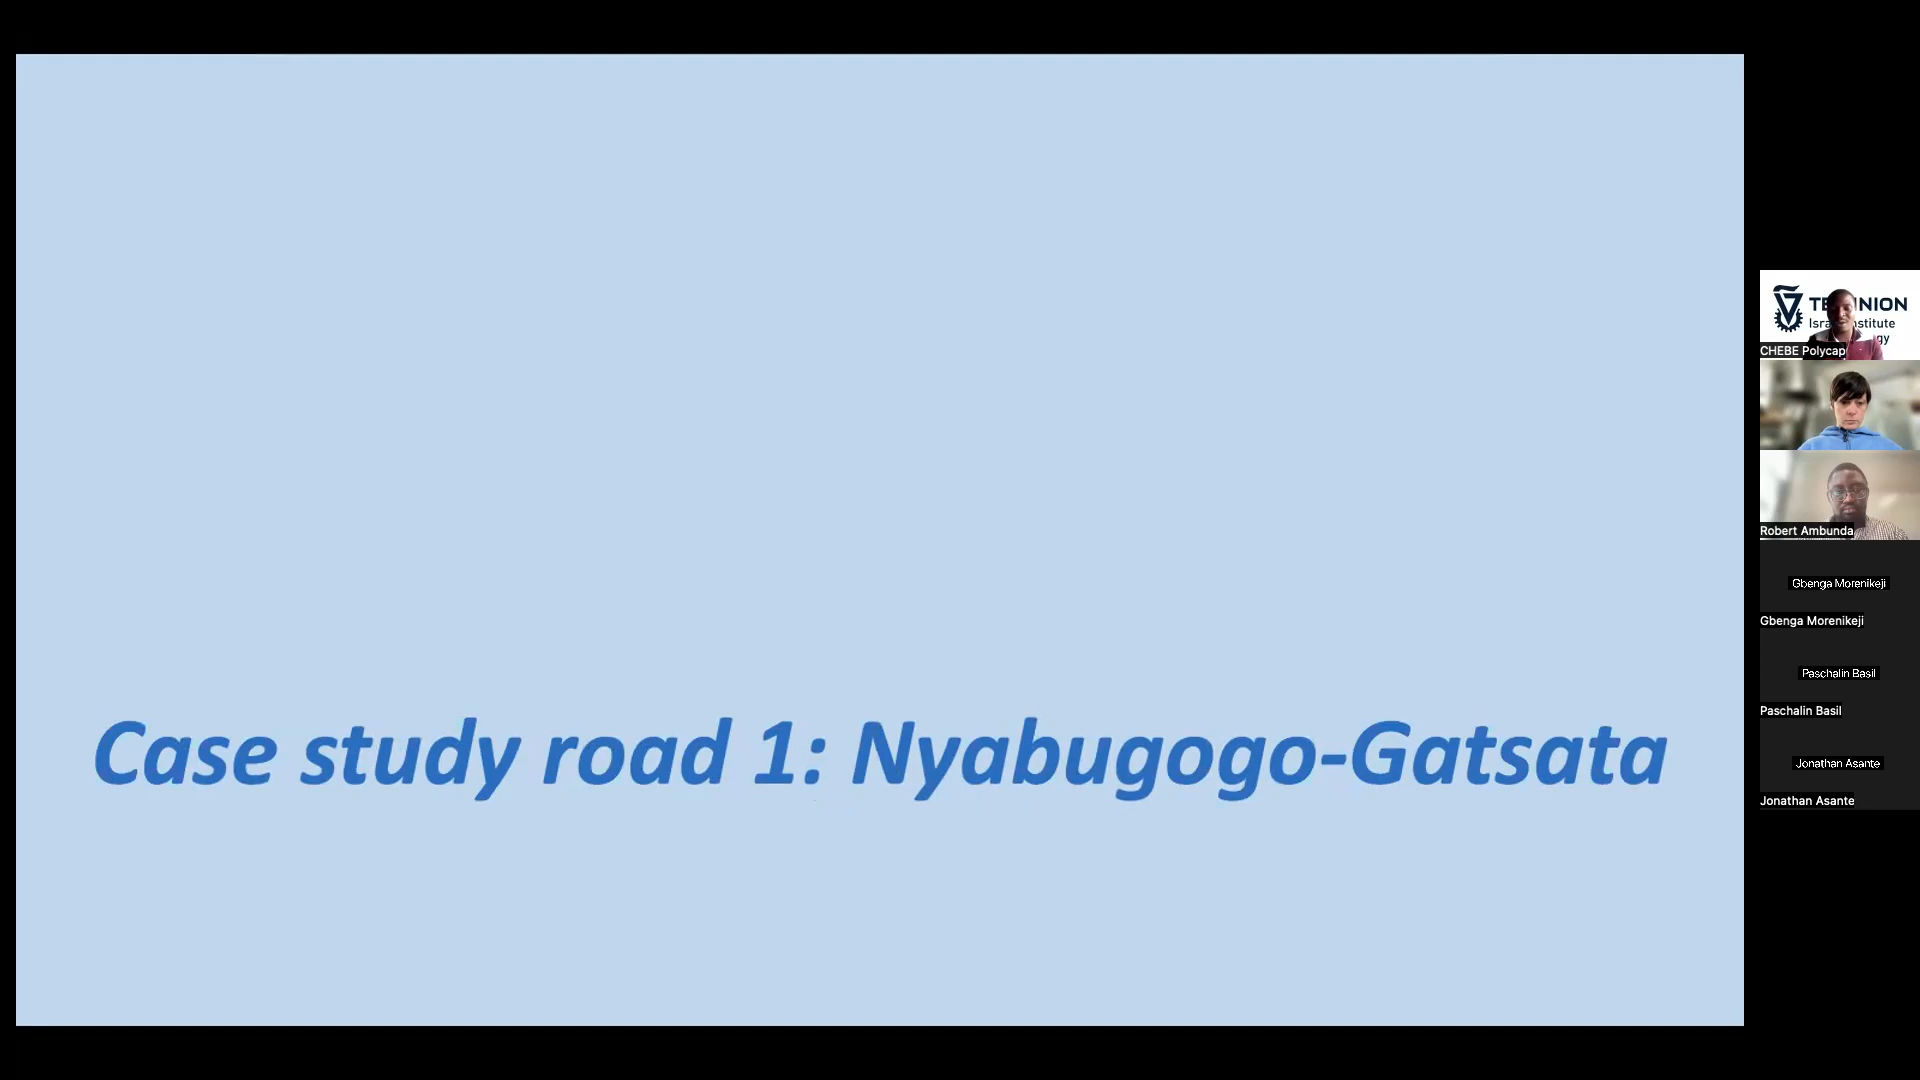 Case study road 1: Nyabugogo-Gatsata
CHEBE Polycap
Robert Ambunda
Gbenga Morenikeji
Gbenga Morenikeji
Paschalin Basil
Paschalin Basil
Jonathan Asante
Jonathan Asante